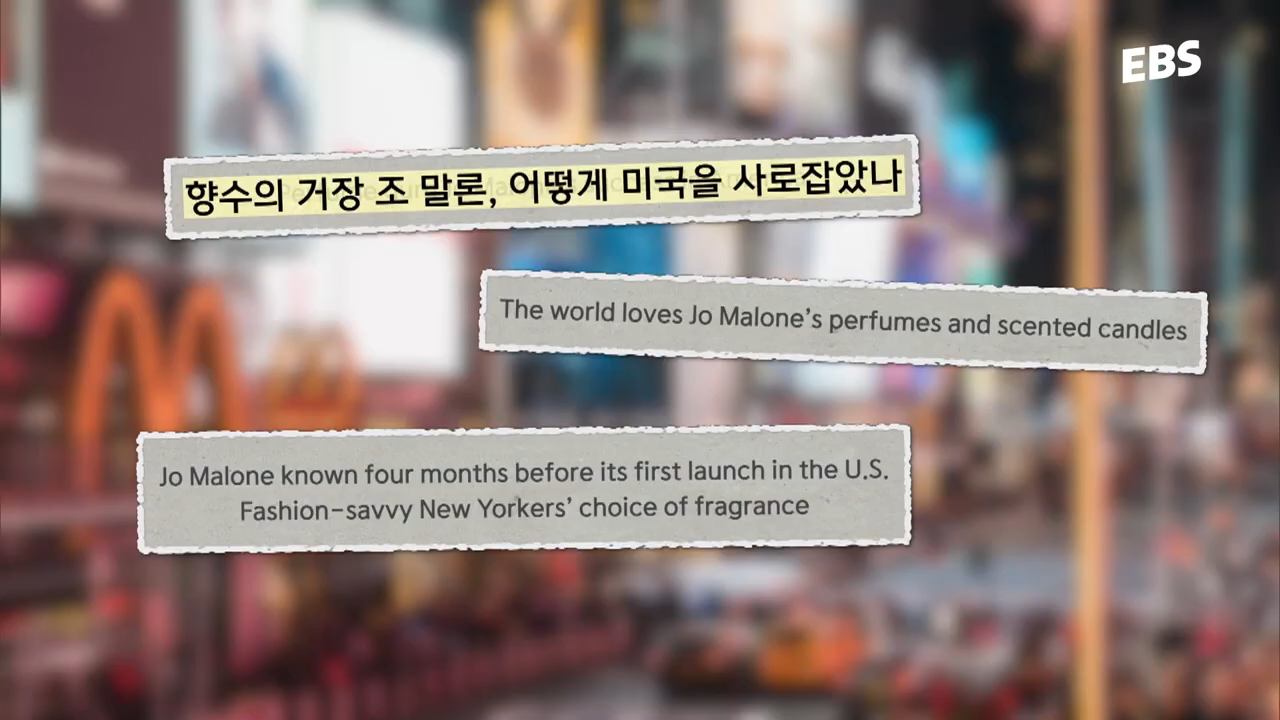 EBS
향수의 거장 조 말론, 어떻게 미국을 사로잡았나
The world loves Jo Malone's perfumes and scented candles
Jo Malone known four months before its first launch in the U.S.
Fashion-savvy New Yorkers' choice of fragrance